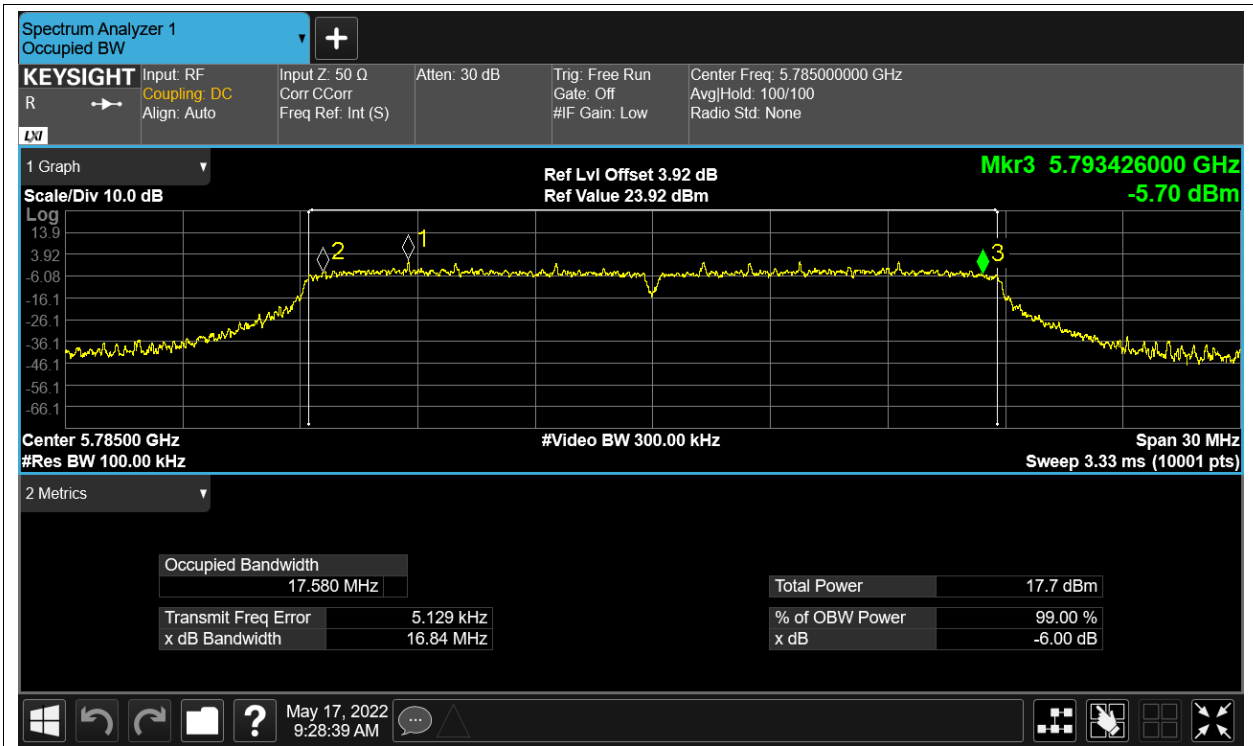 Spectrum Analyzer 1
Occupied BW
KEYSIGHT
R
LXI
Input: RF
Coupling: DC
Align: Auto
Input Z: 50 Ω
Corr CCorr
Freq Ref: Int (S)
Atten: 30 dB
Trig: Free Run
Gate: Off
#IF Gain: Low
Center Freq: 5.785000000 GHz
Avg|Hold: 100/100
Radio Std: None
1 Graph
Scale/Div 10.0 dB
Ref Lvl Offset 3.92 dB
Ref Value 23.92 dBm
Mkr3 5.793426000 GHz
-5.70 dBm
Log
13.9
3.92
-6.08
-16.1
-26.1
-36.1
-46.1
-56.1
-66.1
2
1
3
Center 5.78500 GHz
#Res BW 100.00 kHz
#Video BW 300.00 kHz
Span 30 MHz
Sweep 3.33 ms (10001 pts)
2 Metrics
Occupied Bandwidth
17.580 MHz
Transmit Freq Error 5.129 kHz
x dB Bandwidth 16.84 MHz
Total Power 17.7 dBm
% of OBW Power 99.00 %
x dB -6.00 dB
?
May 17, 2022
9:28:39 AM